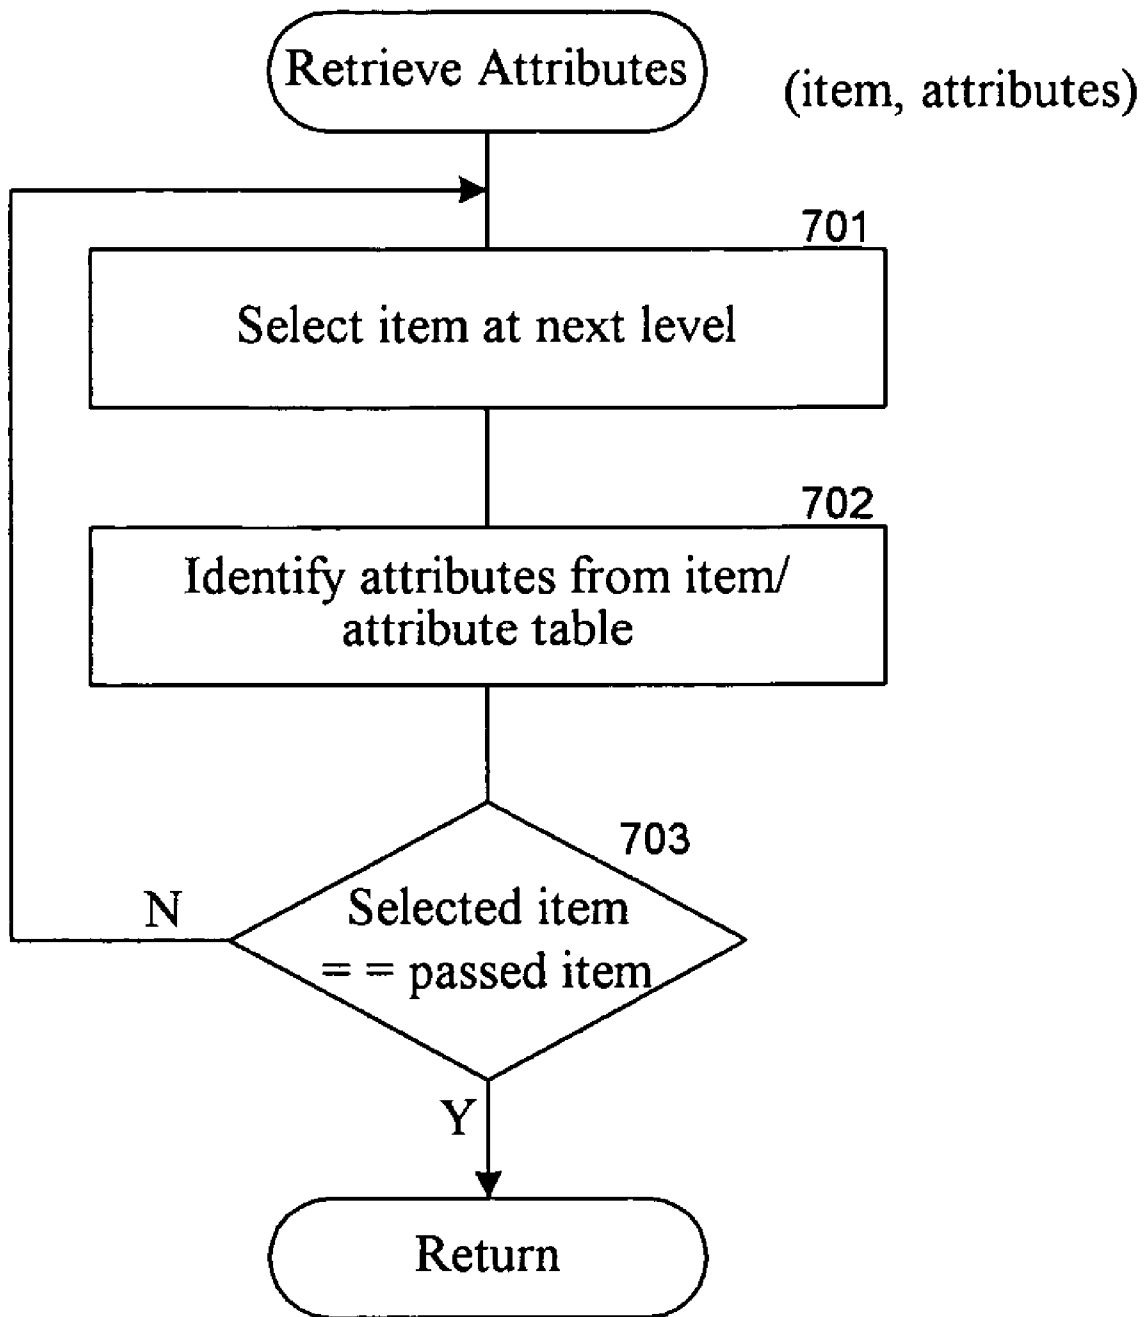 Retrieve Attributes
(item, attributes)
701
Select item at next level
702
Identify attributes from item/
attribute table
703
Selected item
= = passed item
N
Y
Return